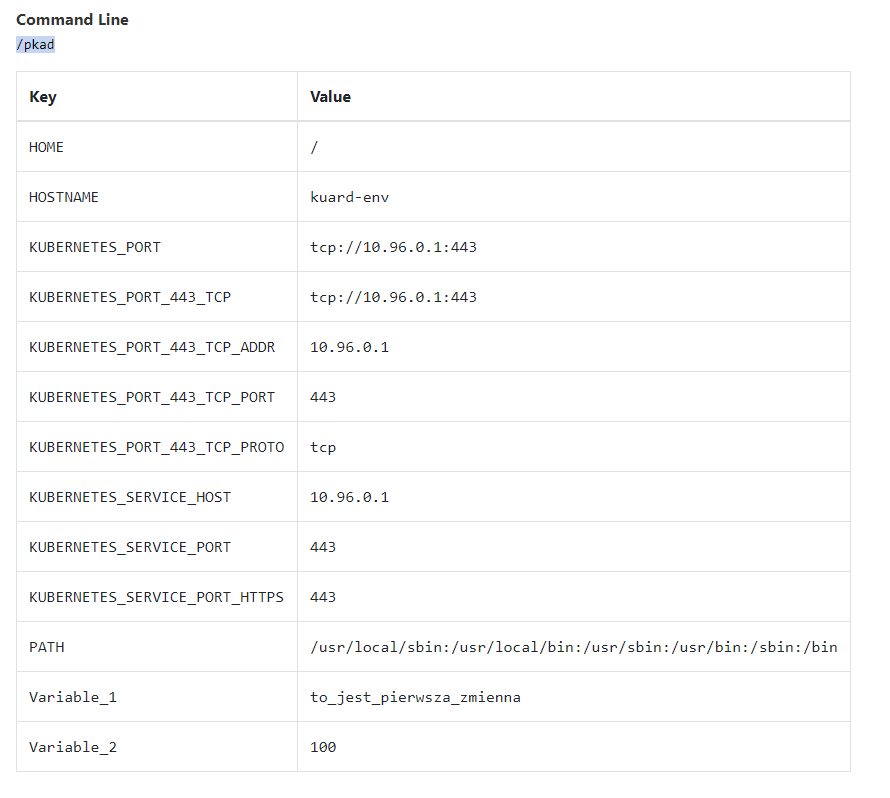 Command Line
/pkad
Key Value
HOME /
HOSTNAME kuard-env
KUBERNETES_PORT tcp://10.96.0.1:443
KUBERNETES_PORT_443_TCP tcp://10.96.0.1:443
KUBERNETES_PORT_443_TCP_ADDR 10.96.0.1
KUBERNETES_PORT_443_TCP_PORT 443
KUBERNETES_PORT_443_TCP_PROTO tcp
KUBERNETES_SERVICE_HOST 10.96.0.1
KUBERNETES_SERVICE_PORT 443
KUBERNETES_SERVICE_PORT_HTTPS 443
PATH /usr/local/sbin:/usr/local/bin:/usr/sbin:/usr/bin:/sbin:/bin
Variable_1 to_jest_pierwsza_zmienna
Variable_2 100